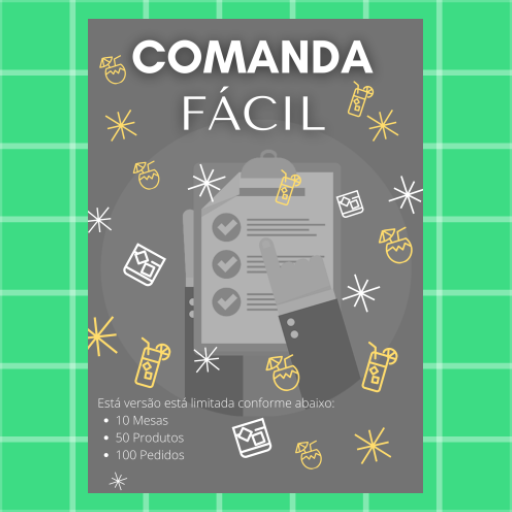 COMANDA
FÁCIL
Está versão está limitada conforme abaixo:
• 10 Mesas
• 50 Produtos
• 100 Pedidos